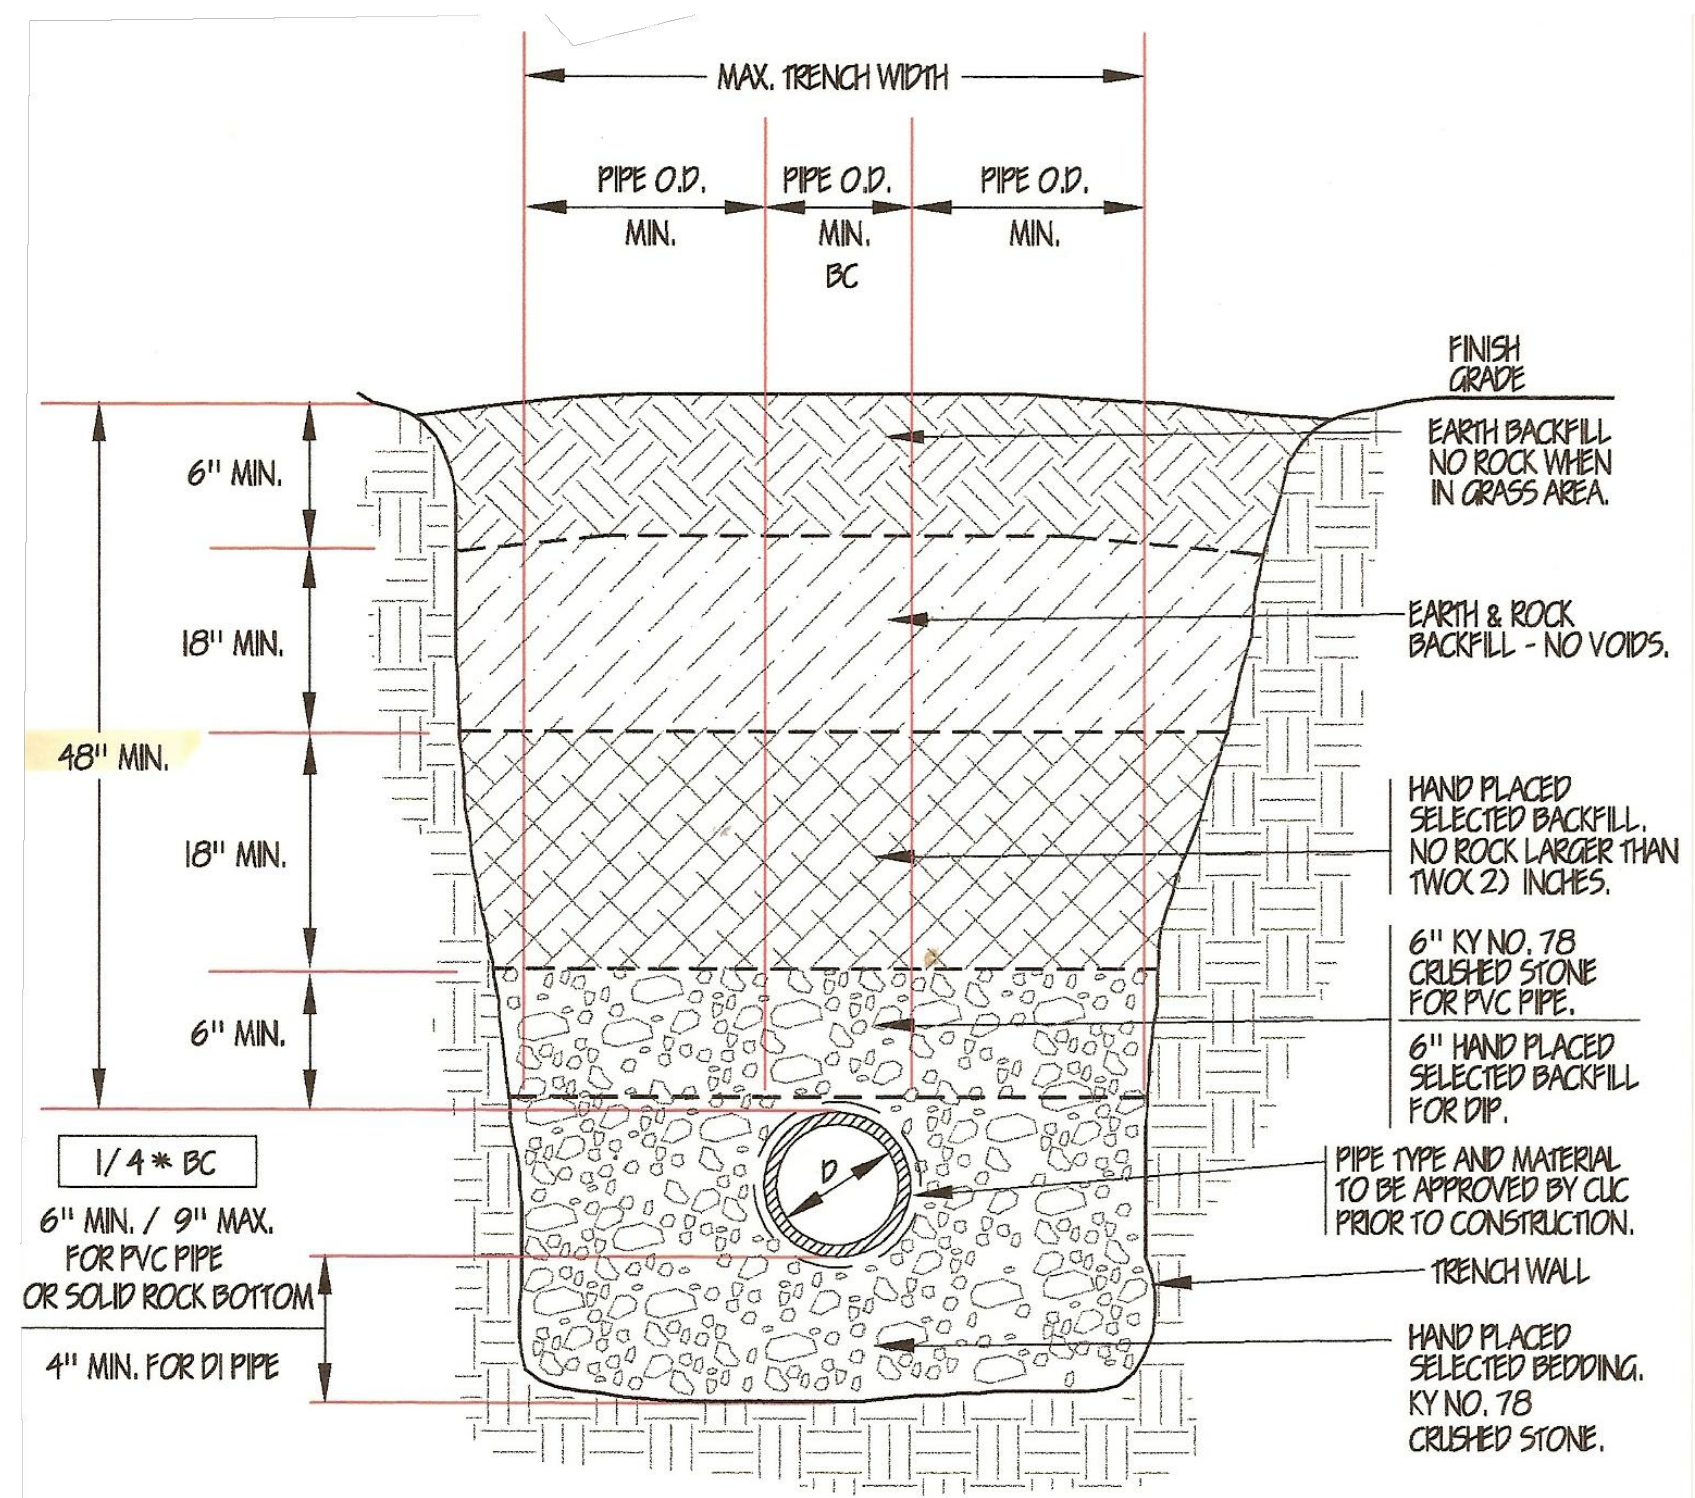 MAX. TRENCH WIDTH
PIPE O.D.
MIN.
PIPE O.D.
MIN.
BC
PIPE O.D.
MIN.
FINISH
GRADE
EARTH BACKFILL
NO ROCK WHEN
IN GRASS AREA.
6" MIN.
18" MIN.
EARTH & ROCK
BACKFILL - NO VOIDS.
48" MIN.
18" MIN.
HAND PLACED
SELECTED BACKFILL.
NO ROCK LARGER THAN
TWO(2) INCHES.
6" KY NO. 78
CRUSHED STONE
FOR PVC PIPE.
6" MIN.
6" HAND PLACED
SELECTED BACKFILL
FOR DIP.
D
PIPE TYPE AND MATERIAL
TO BE APPROVED BY CUC
PRIOR TO CONSTRUCTION.
1/4 * BC
6" MIN. / 9" MAX.
FOR PVC PIPE
OR SOLID ROCK BOTTOM
4" MIN. FOR DI PIPE
TRENCH WALL
HAND PLACED
SELECTED BEDDING.
KY NO. 78
CRUSHED STONE.